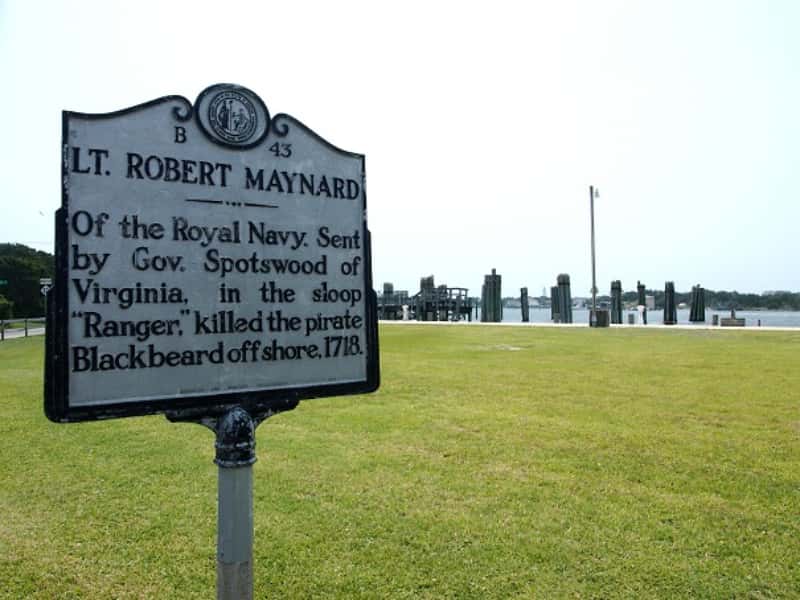 B 43
LT. ROBERT MAYNARD
Of the Royal Navy. Sent
by Gov. Spotswood of
Virginia, in the sloop
"Ranger," killed the pirate
Blackbeard off shore, 1718.